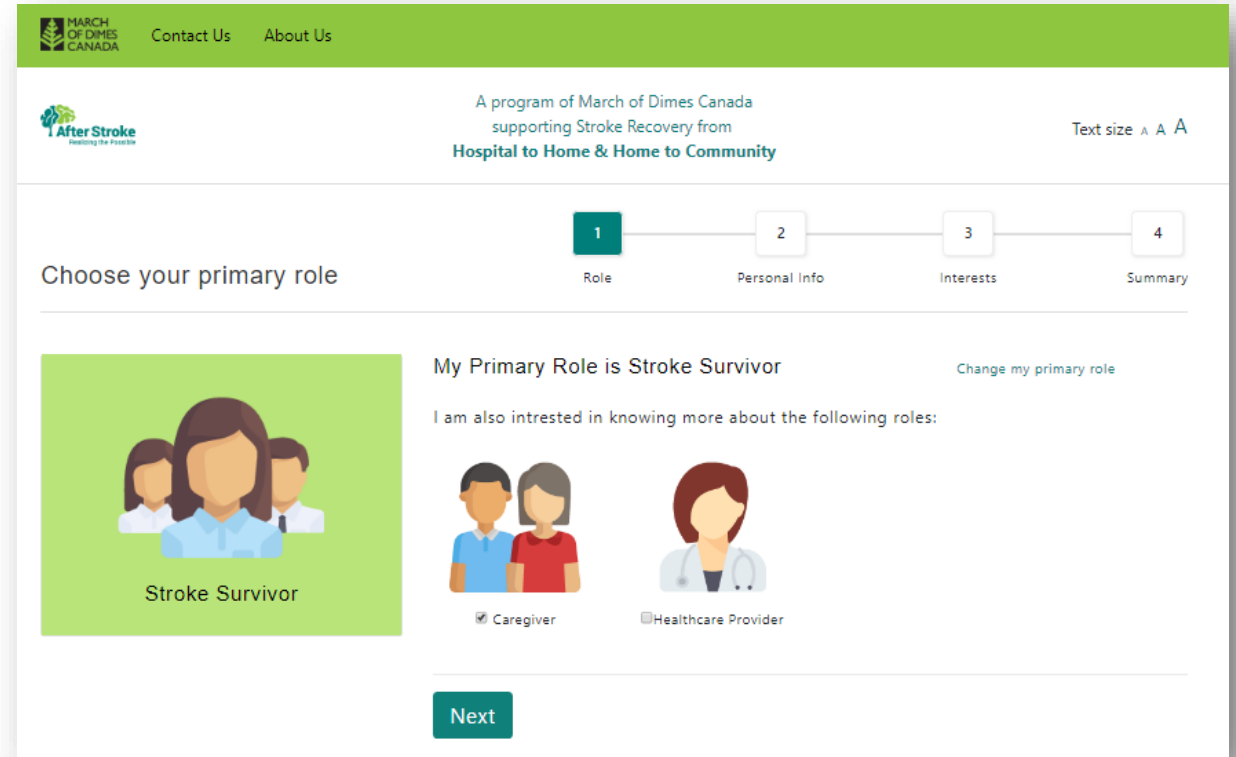 MARCH
OF DIMES
CANADA
Contact Us About Us
After Stroke
Realizing the Possible
A program of March of Dimes Canada
supporting Stroke Recovery from
Hospital to Home & Home to Community
Text size A A A
Choose your primary role
1 2 3 4
Role Personal Info Interests Summary
My Primary Role is Stroke Survivor
Change my primary role
I am also intrested in knowing more about the following roles:
Stroke Survivor
Caregiver
Healthcare Provider
Next